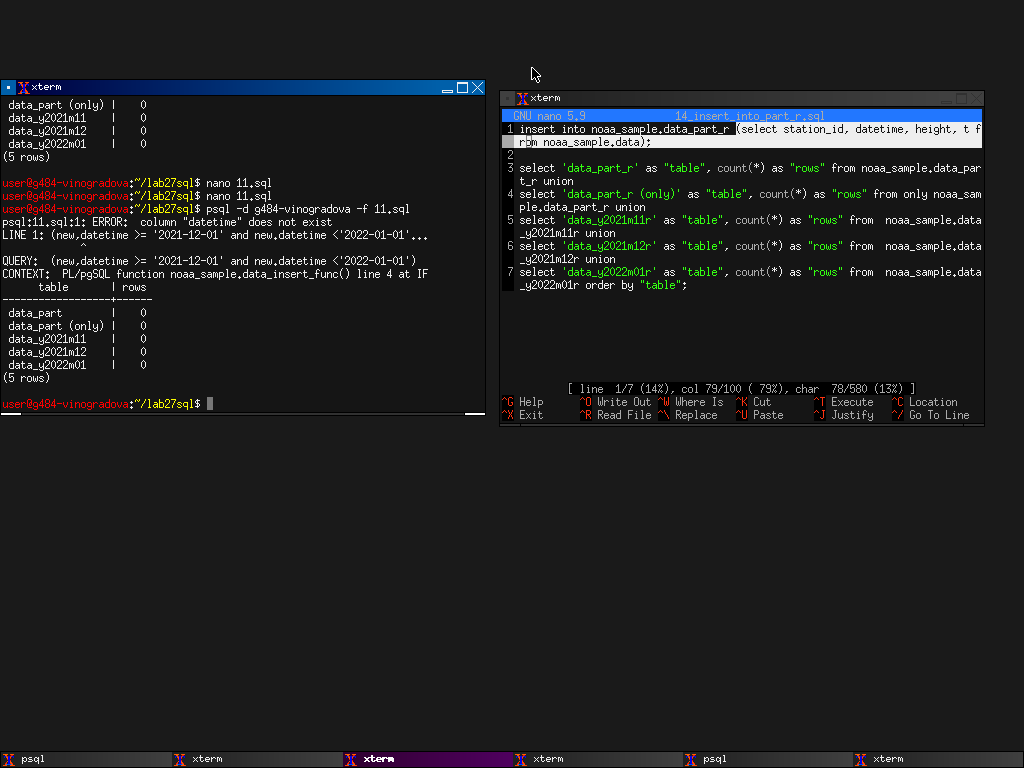 xterm
data_part (only) |    0
data_y2021m11    |    0
data_y2021m12    |    0
data_y2022m01    |    0
(5 rows)
user@g484-vinogradova:~/lab27sql$ nano 11.sql
user@g484-vinogradova:~/lab27sql$ nano 11.sql
user@g484-vinogradova:~/lab27sql$ psql -d g484-vinogradova -f 11.sql
psql:11.sql:1: ERROR:  column "datetime" does not exist
LINE 1: (new,datetime >= '2021-12-01' and new.datetime <'2022-01-01'...
^
QUERY:  (new,datetime >= '2021-12-01' and new.datetime <'2022-01-01')
CONTEXT:  PL/pgSQL function noaa_sample.data_insert_func() line 4 at IF
table       | rows
------------------+------
data_part        |    0
data_part (only) |    0
data_y2021m11    |    0
data_y2021m12    |    0
data_y2022m01    |    0
(5 rows)
user@g484-vinogradova:~/lab27sql$
xterm
GNU nano 5.9              14_insert_into_part_r.sql
1 insert into noaa_sample.data_part_r (select station_id, datetime, height, t f
rom noaa_sample.data);
2
3 select 'data_part_r' as "table", count(*) as "rows" from noaa_sample.data_par
t_r union
4 select 'data_part_r (only)' as "table", count(*) as "rows" from only noaa_sam
ple.data_part_r union
5 select 'data_y2021m11r' as "table", count(*) as "rows" from  noaa_sample.data
_y2021m11r union
6 select 'data_y2021m12r' as "table", count(*) as "rows" from  noaa_sample.data
_y2021m12r union
7 select 'data_y2022m01r' as "table", count(*) as "rows" from  noaa_sample.data
_y2022m01r order by "table";
[ line  1/7 (14%), col 79/100 ( 79%), char  78/580 (13%) ]
^G Help      ^O Write Out ^W Where Is  ^K Cut       ^T Execute   ^C Location
^X Exit      ^R Read File ^\ Replace   ^U Paste     ^J Justify   ^/ Go To Line
psql
xterm
xterm
xterm
psql
xterm